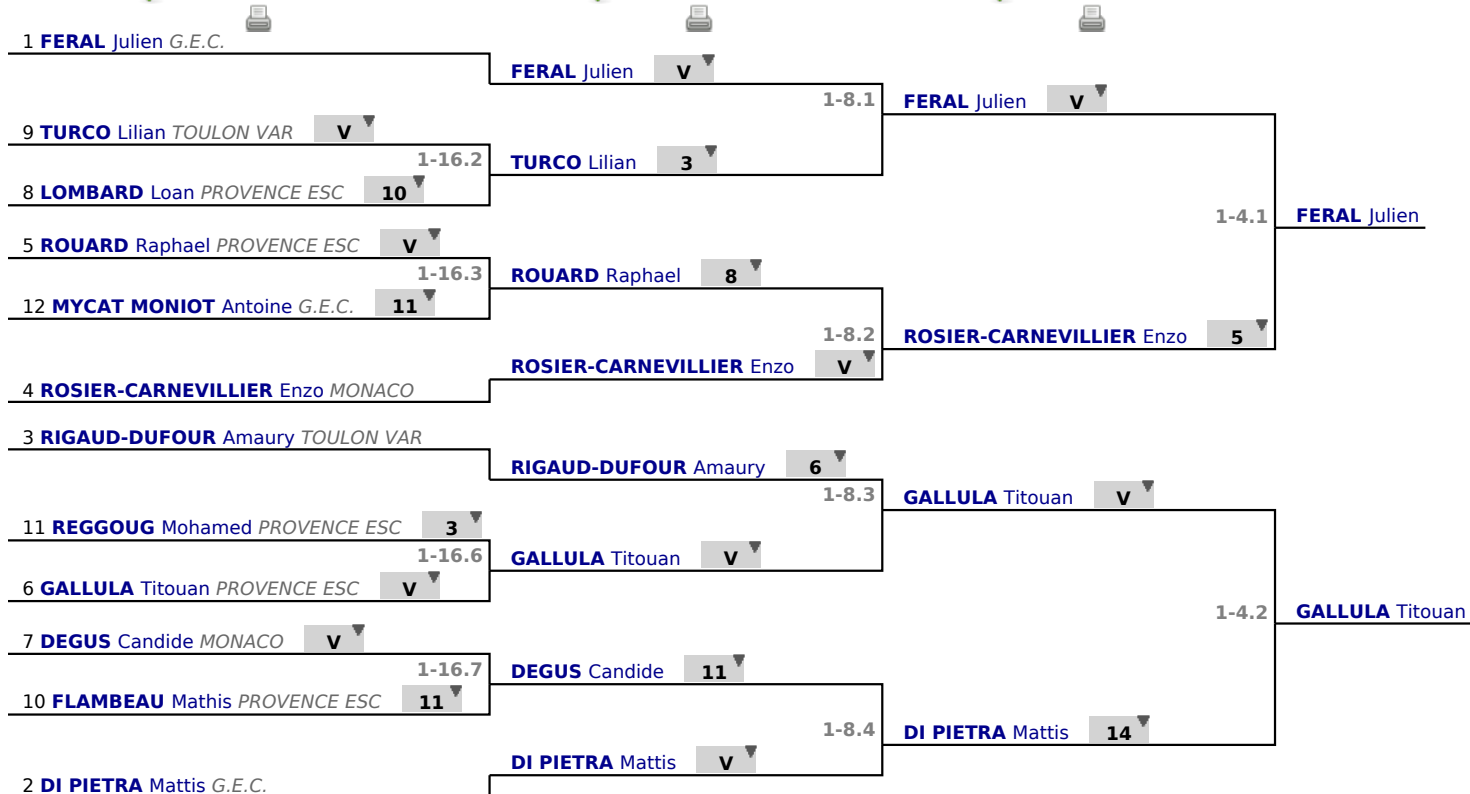 1 FERAL Julien G.E.C.
9 TURCO Lilian TOULON VAR V
1-16.2
8 LOMBARD Loan PROVENCE ESC 10
5 ROUARD Raphael PROVENCE ESC V
1-16.3
12 MYCAT MONIOT Antoine G.E.C. 11
4 ROSIER-CARNEVILLIER Enzo MONACO
3 RIGAUD-DUFOUR Amaury TOULON VAR
11 REGGOUG Mohamed PROVENCE ESC 3
1-16.6
6 GALLULA Titouan PROVENCE ESC V
7 DEGUS Candide MONACO V
1-16.7
10 FLAMBEAU Mathis PROVENCE ESC 11
2 DI PIETRA Mattis G.E.C.
FERAL Julien V
1-8.1
TURCO Lilian 3
ROUARD Raphael 8
1-8.2
ROSIER-CARNEVILLIER Enzo V
RIGAUD-DUFOUR Amaury 6
1-8.3
GALLULA Titouan V
DEGUS Candide 11
1-8.4
DI PIETRA Mattis V
FERAL Julien V
1-4.1
ROSIER-CARNEVILLIER Enzo 5
GALLULA Titouan V
1-4.2
DI PIETRA Mattis 14
FERAL Julien
GALLULA Titouan